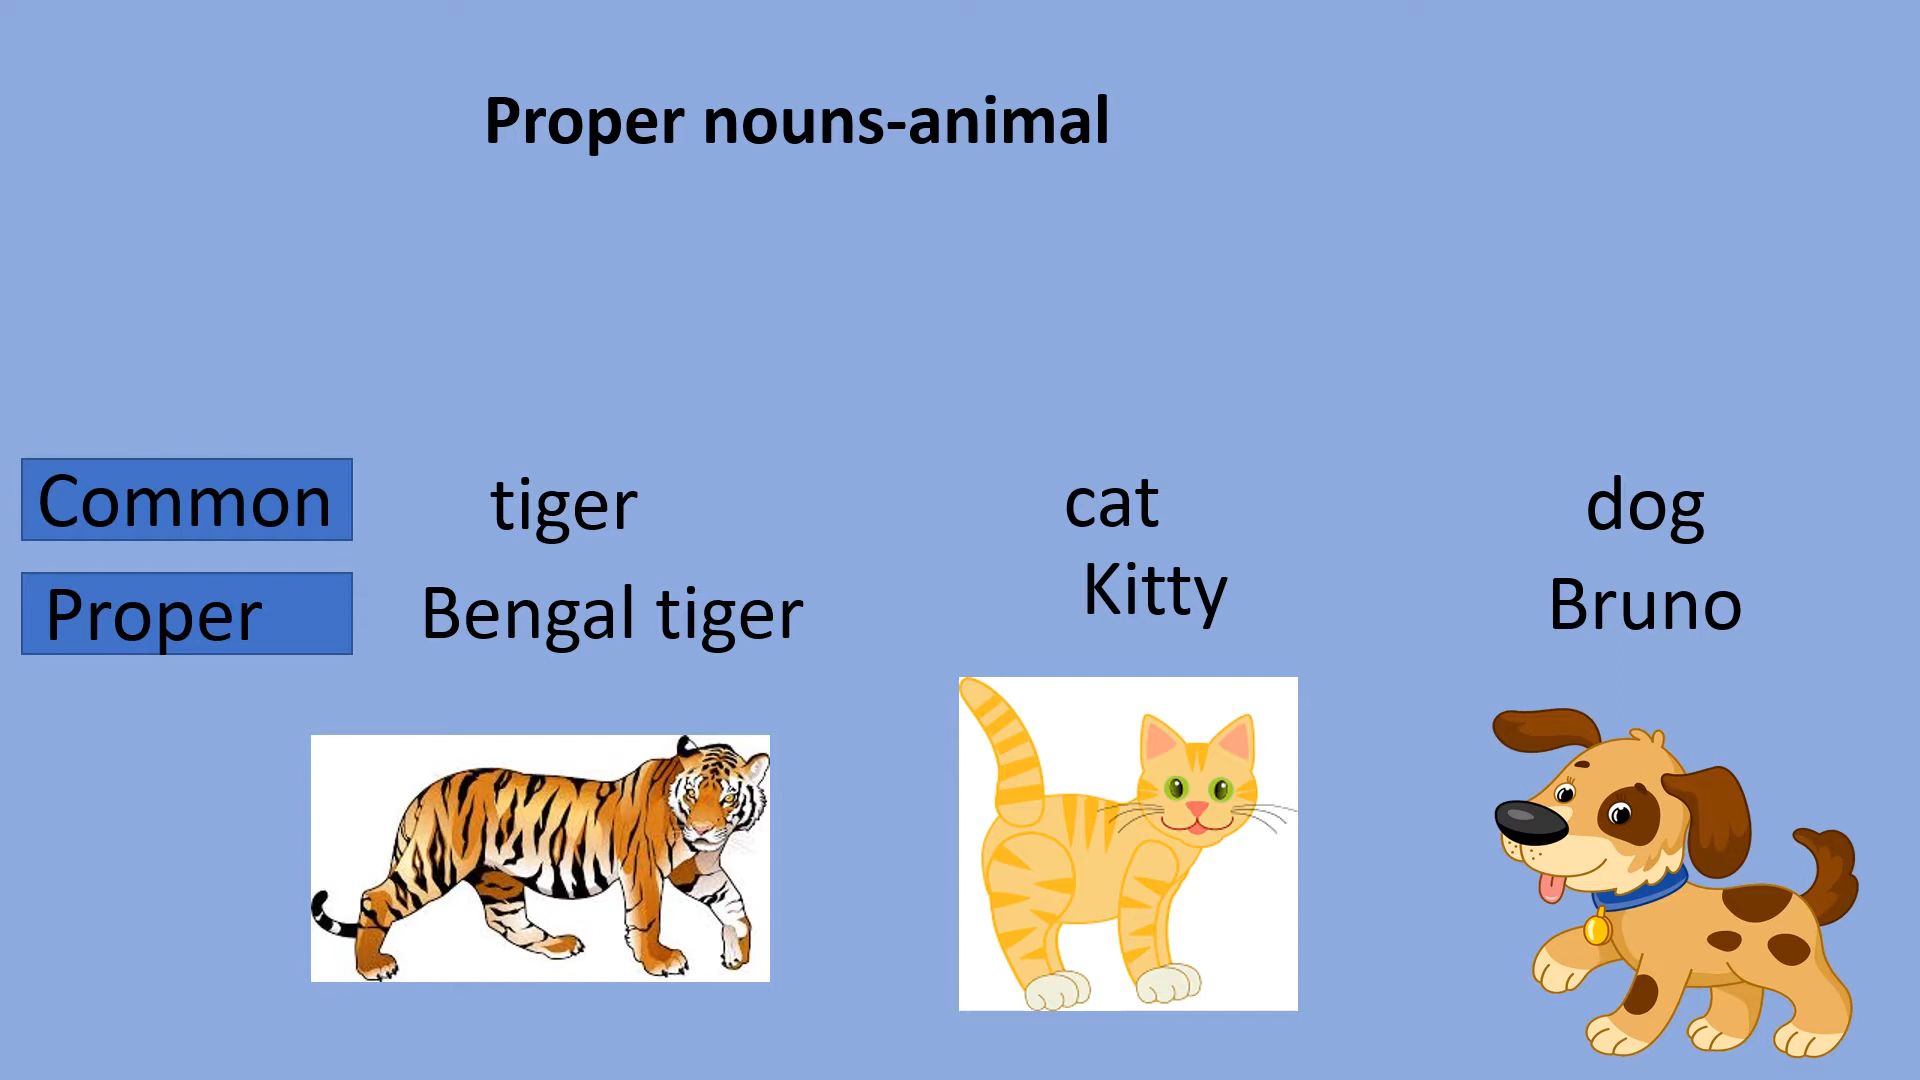 Proper nouns-animal
Common tiger cat dog
Proper Bengal tiger Kitty Bruno